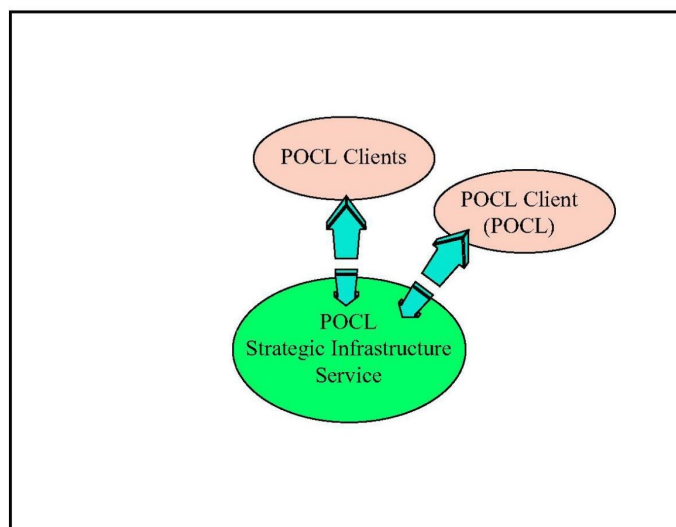 POCL Clients
POCL Client
(POCL)
POCL
Strategic Infrastructure
Service